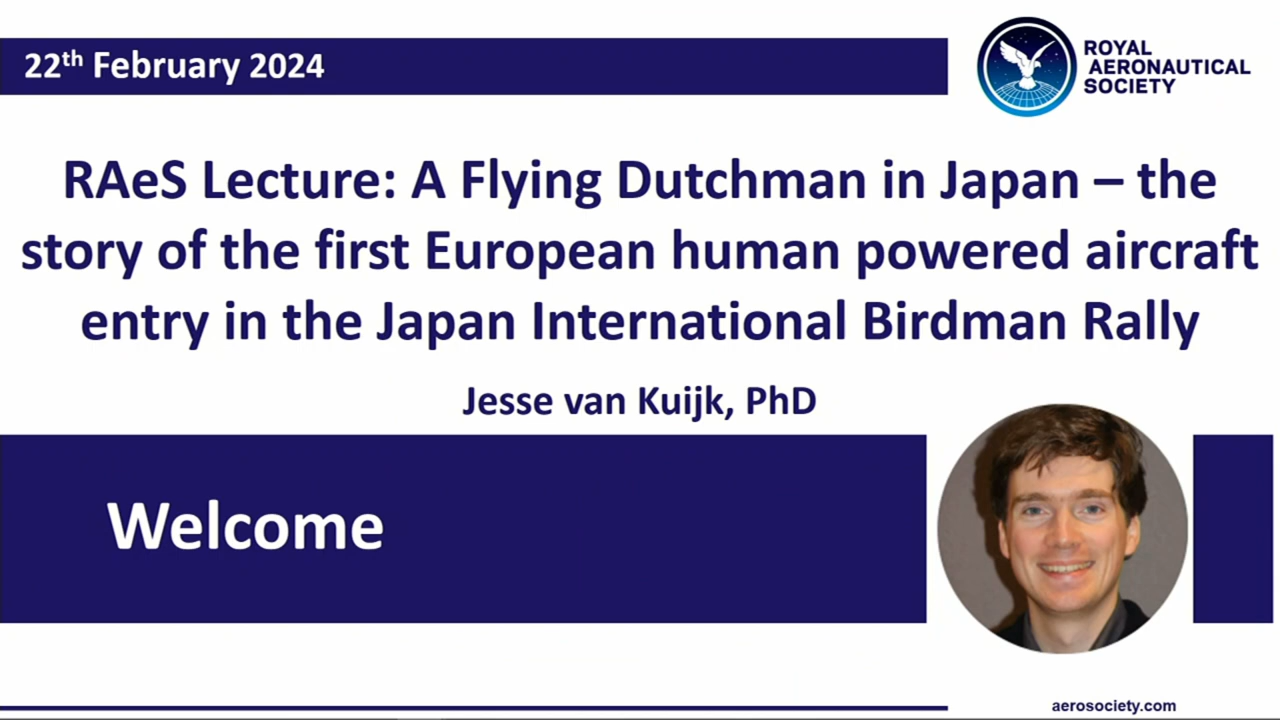 22th February 2024
ROYAL
AERONAUTICAL
SOCIETY
RAeS Lecture: A Flying Dutchman in Japan – the
story of the first European human powered aircraft
entry in the Japan International Birdman Rally
Jesse van Kuijk, PhD
Welcome
aerosociety.com